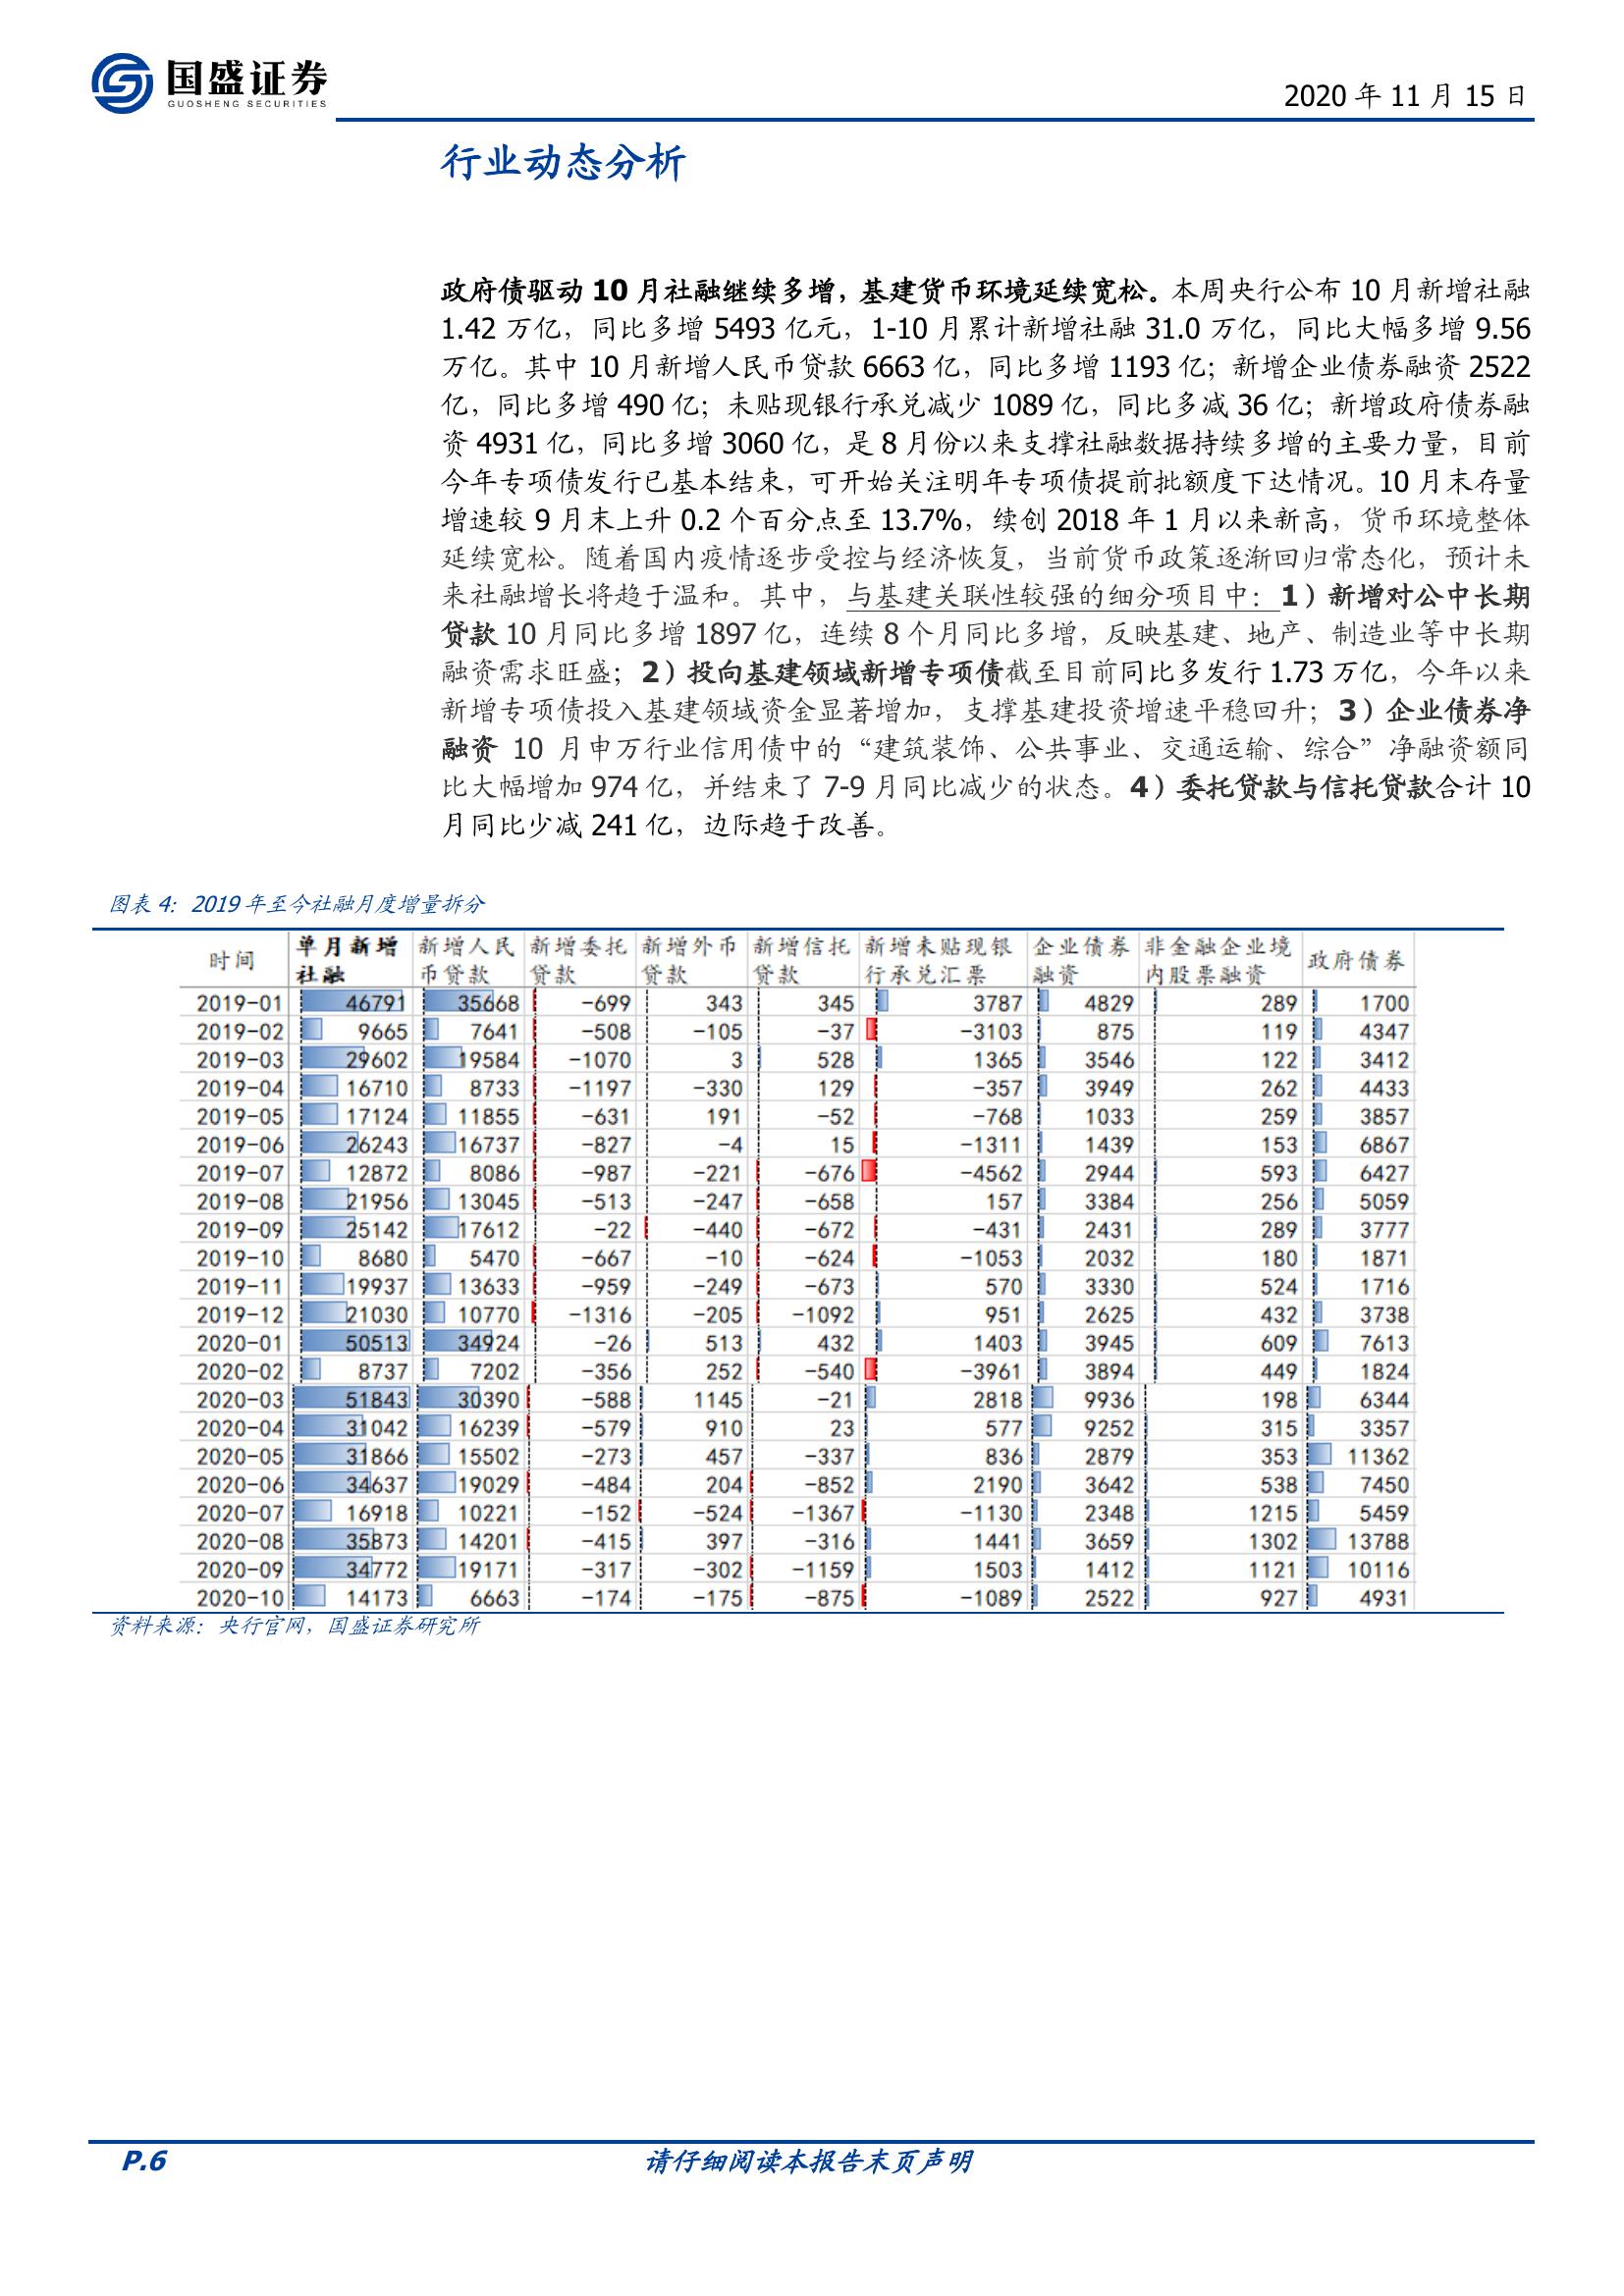 国盛证券
GUOSHENG SECURITIES
2020 年 11 月 15 日
行业动态分析
政府债驱动 10 月社融继续多增，基建货币环境延续宽松。本周央行公布 10 月新增社融
1.42 万亿，同比多增 5493 亿元，1-10 月累计新增社融 31.0 万亿，同比大幅多增 9.56
万亿。其中 10 月新增人民币贷款 6663 亿，同比多增 1193 亿；新增企业债券融资 2522
亿，同比多增 490 亿；未贴现银行承兑减少 1089 亿，同比多减 36 亿；新增政府债券融
资 4931 亿，同比多增 3060 亿，是 8 月份以来支撑社融数据持续多增的主要力量，目前
今年专项债发行已基本结束，可开始关注明年专项债提前批额度下达情况。10 月末存量
增速较 9 月末上升 0.2 个百分点至 13.7%，续创 2018 年 1 月以来新高，货币环境整体
延续宽松。随着国内疫情逐步受控与经济恢复，当前货币政策逐渐回归常态化，预计未
来社融增长将趋于温和。其中，与基建关联性较强的细分项目中：1）新增对公中长期
贷款 10 月同比多增 1897 亿，连续 8 个月同比多增，反映基建、地产、制造业等中长期
融资需求旺盛；2）投向基建领域新增专项债截至目前同比多发行 1.73 万亿，今年以来
新增专项债投入基建领域资金显著增加，支撑基建投资增速平稳回升；3）企业债券净
融资 10 月申万行业信用债中的“建筑装饰、公共事业、交通运输、综合”净融资额同
比大幅增加 974 亿，并结束了 7-9 月同比减少的状态。4）委托贷款与信托贷款合计 10
月同比少减 241 亿，边际趋于改善。
图表 4：2019 年至今社融月度增量拆分
时间 单月新增社融 新增人民币贷款 新增委托贷款 新增外币贷款 新增信托贷款 新增未贴现银行承兑汇票 企业债券融资 非金融企业境内股票融资 政府债券
2019-01 46791 35668 -699 343 345 3787 4829 289 1700
2019-02 9665 7641 -508 -105 -37 -3103 875 119 4347
2019-03 29602 19584 -1070 3 528 1365 3546 122 3412
2019-04 16710 8733 -1197 -330 129 -357 3949 262 4433
2019-05 17124 11855 -631 191 -52 -768 1033 259 3857
2019-06 26243 16737 -827 -4 15 -1311 1439 153 6867
2019-07 12872 8086 -987 -221 -676 -4562 2944 593 6427
2019-08 21956 13045 -513 -247 -658 157 3384 256 5059
2019-09 25142 17612 -22 -440 -672 -431 2431 289 3777
2019-10 8680 5470 -667 -10 -624 -1053 2032 180 1871
2019-11 19937 13633 -959 -249 -673 570 3330 524 1716
2019-12 21030 10770 -1316 -205 -1092 951 2625 432 3738
2020-01 50513 34924 -26 513 432 1403 3945 609 7613
2020-02 8737 7202 -356 252 -540 -3961 3894 449 1824
2020-03 51843 30390 -588 1145 -21 2818 9936 198 6344
2020-04 31042 16239 -579 910 23 577 9252 315 3357
2020-05 31866 15502 -273 457 -337 836 2879 353 11362
2020-06 34637 19029 -484 204 -852 2190 3642 538 7450
2020-07 16918 10221 -152 -524 -1367 -1130 2348 1215 5459
2020-08 35873 14201 -415 397 -316 1441 3659 1302 13788
2020-09 34772 19171 -317 -302 -1159 1503 1412 1121 10116
2020-10 14173 6663 -174 -175 -875 -1089 2522 927 4931
资料来源：央行官网，国盛证券研究所
P.6
请仔细阅读本报告末页声明